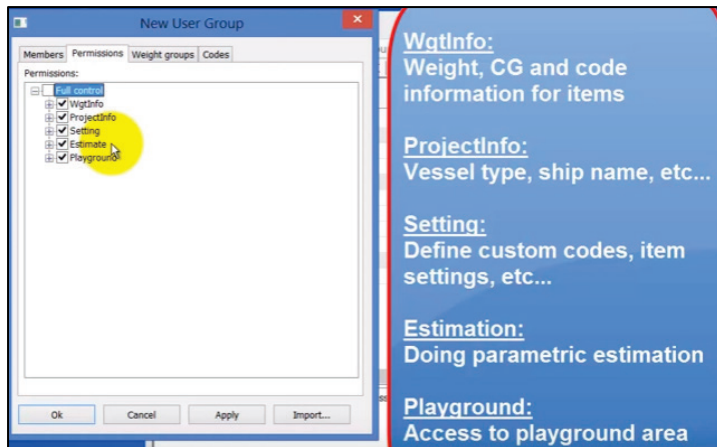 New User Group
Members
Permissions
Weight groups
Codes
Permissions:
Full control
WgtInfo
ProjectInfo
Setting
Estimate
Playground
Ok
Cancel
Apply
Import...
WgtInfo:
Weight, CG and code
information for items
ProjectInfo:
Vessel type, ship name, etc...
Setting:
Define custom codes, item
settings, etc...
Estimation:
Doing parametric estimation
Playground:
Access to playground area